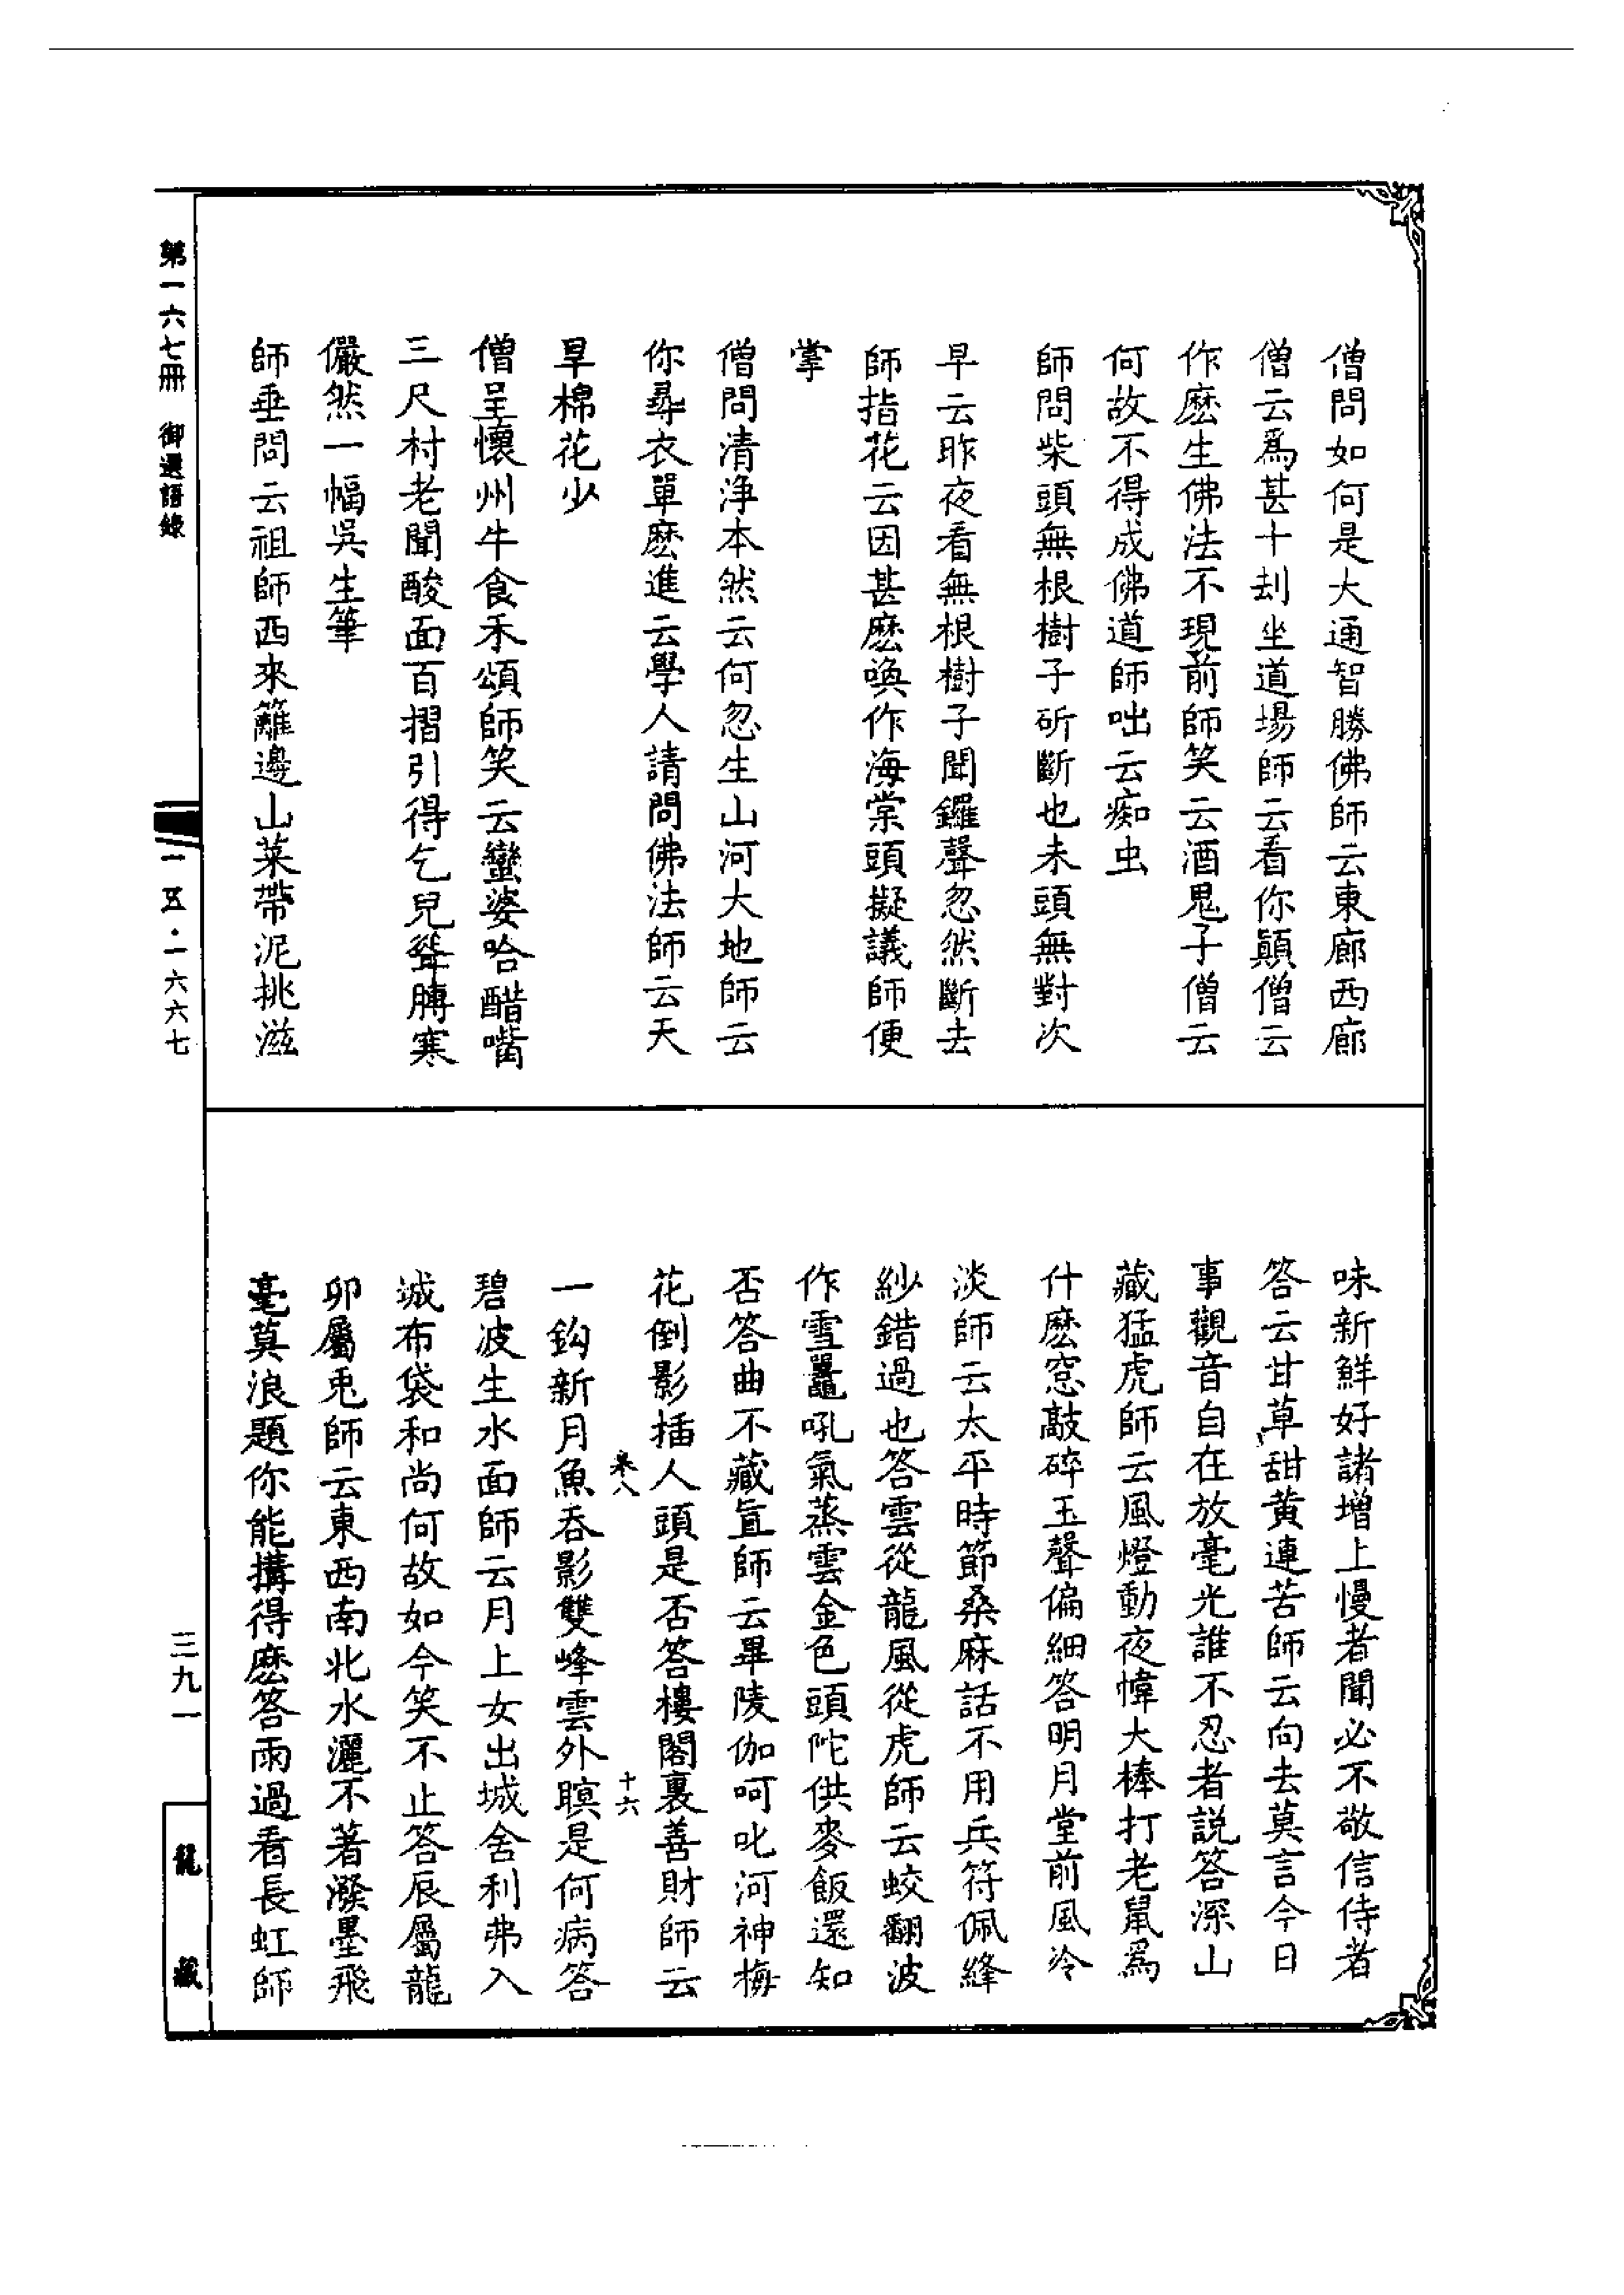 僧問如何是大通智勝佛師云東廊西廊
僧云爲甚十刦坐道場師云看你顛僧云
作麽生佛法不現前師笑云酒鬼子僧云
何故不得成佛道師咄云痴虫
師問柴頭無根樹子斫斷也未頭無對次
早云昨夜看無根樹子聞鑼聲忽然斷去
師指花云因甚麽喚作海棠頭擬議師便
掌
僧問清淨本然云何忽生山河大地師云
你尋衣單麽進云學人請問佛法師云天
旱棉花少
僧呈懷州牛食禾頌師笑云蠻婆哈醋嘴
三尺村老聞酸面百摺引得乞兒聳膊寒
儼然一幅吳生筆
師垂問云祖師西來籬邊山菜帶泥挑滋
味新鮮好諸增上慢者聞必不敬信侍者
答云甘草甜黃連苦師云向去莫言今日
事觀音自在放毫光誰不忍者説答深山
藏猛虎師云風燈動夜幃大棒打老鼠爲
什麽窓敲碎玉聲偏細答明月堂前風冷
淡師云太平時節桑麻話不用兵符佩絳
紗錯過也答雲從龍風從虎師云蛟翻波
作雪鼉吼氣蒸雲金色頭陀供麥飯還知
否答曲不藏直師云畢陵伽呵叱河神梅
花倒影插人頭是否答樓閣裏善財師云
卷八 十六
一鈎新月魚吞影雙峰雲外瞑是何病答
碧波生水面師云月上女出城舍利弗入
城布袋和尚何故如今笑不止答辰屬龍
卯屬兎師云東西南北水灑不著潑墨飛
毫莫浪題你能搆得麽答雨過看長虹師
第一六七冊 御選語錄
一五·一六六七
三九一
龍藏